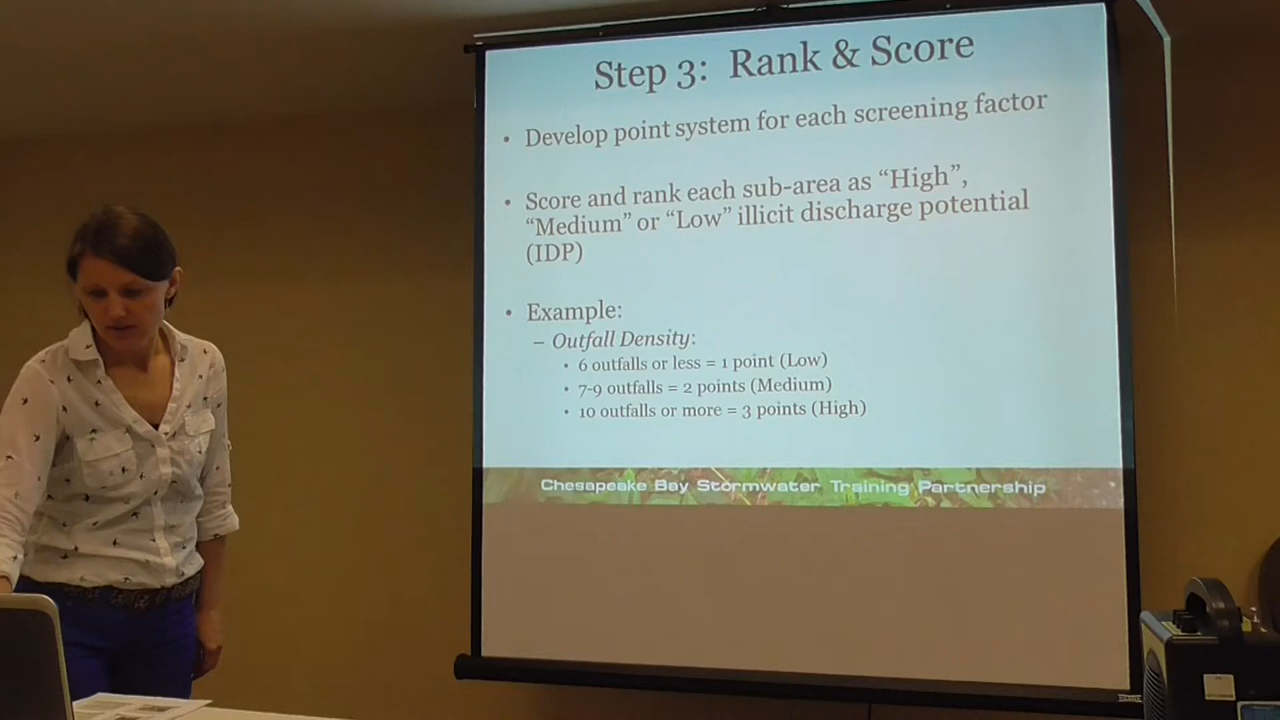 Step 3: Rank & Score
• Develop point system for each screening factor
• Score and rank each sub-area as “High”,
“Medium” or “Low” illicit discharge potential
(IDP)
• Example:
– Outfall Density:
• 6 outfalls or less = 1 point (Low)
• 7-9 outfalls = 2 points (Medium)
• 10 outfalls or more = 3 points (High)
Chesapeake Bay Stormwater Training Partnership